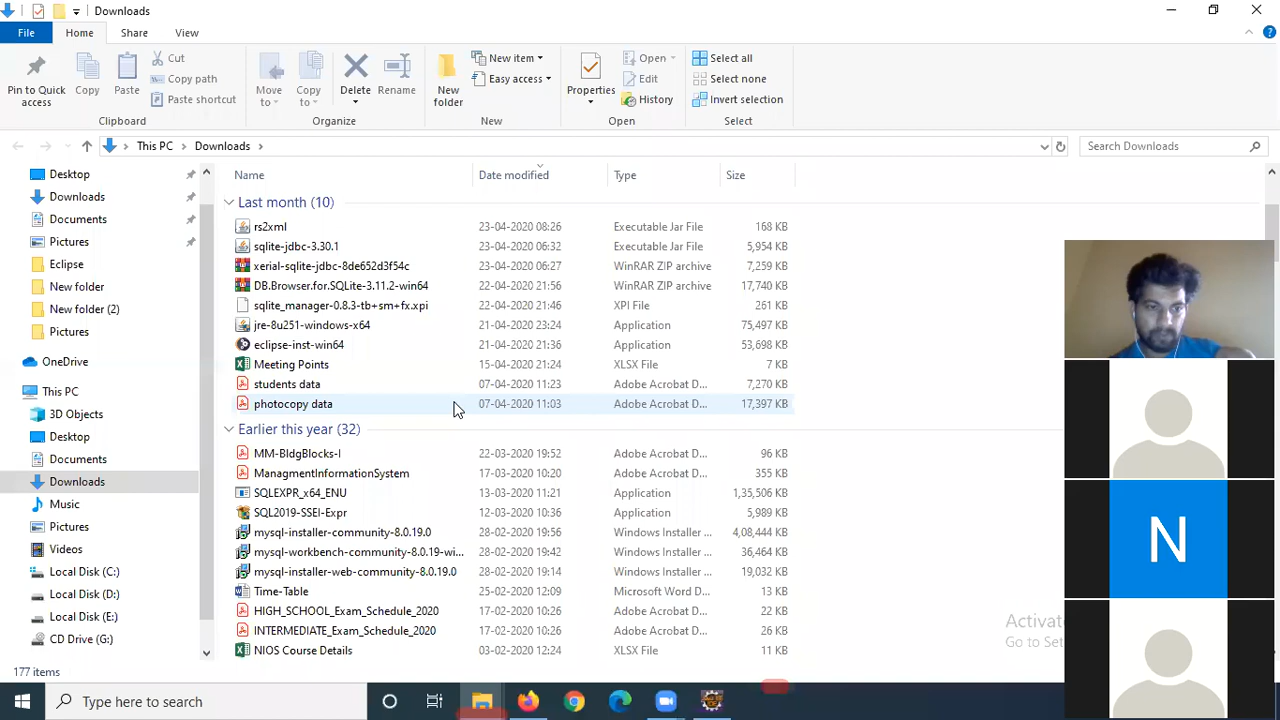 Downloads
File Home Share View
Pin to Quick access
Copy
Paste
Cut
Copy path
Paste shortcut
Clipboard
Move to
Copy to
Delete
Rename
Organize
New folder
New item
Easy access
New
Properties
Open
Edit
History
Open
Select all
Select none
Invert selection
Select
This PC Downloads
Search Downloads
Desktop
Downloads
Documents
Pictures
Eclipse
New folder
New folder (2)
Pictures
OneDrive
This PC
3D Objects
Desktop
Documents
Downloads
Music
Pictures
Videos
Local Disk (C:)
Local Disk (D:)
Local Disk (E:)
CD Drive (G:)
Name Date modified Type Size
Last month (10)
rs2xml 23-04-2020 08:26 Executable Jar File 168 KB
sqlite-jdbc-3.30.1 23-04-2020 06:32 Executable Jar File 5,954 KB
xerial-sqlite-jdbc-8de652d3f54c 23-04-2020 06:27 WinRAR ZIP archive 7,259 KB
DB.Browser.for.SQLite-3.11.2-win64 22-04-2020 21:56 WinRAR ZIP archive 17,740 KB
sqlite_manager-0.8.3-tb+sm+fx.xpi 22-04-2020 21:46 XPI File 261 KB
jre-8u251-windows-x64 21-04-2020 23:24 Application 75,497 KB
eclipse-inst-win64 21-04-2020 21:36 Application 53,698 KB
Meeting Points 15-04-2020 21:24 XLSX File 7 KB
students data 07-04-2020 11:23 Adobe Acrobat D... 7,270 KB
photocopy data 07-04-2020 11:03 Adobe Acrobat D... 17,397 KB
Earlier this year (32)
MM-BldgBlocks-I 22-03-2020 19:52 Adobe Acrobat D... 96 KB
ManagmentInformationSystem 17-03-2020 10:20 Adobe Acrobat D... 355 KB
SQLEXPR_x64_ENU 13-03-2020 11:21 Application 1,35,506 KB
SQL2019-SSEI-Expr 12-03-2020 10:36 Application 5,989 KB
mysql-installer-community-8.0.19.0 28-02-2020 19:56 Windows Installer ... 4,08,444 KB
mysql-workbench-community-8.0.19-wi... 28-02-2020 19:42 Windows Installer ... 36,464 KB
mysql-installer-web-community-8.0.19.0 28-02-2020 19:14 Windows Installer ... 19,032 KB
Time-Table 25-02-2020 12:09 Microsoft Word D... 13 KB
HIGH_SCHOOL_Exam_Schedule_2020 17-02-2020 10:26 Adobe Acrobat D... 22 KB
INTERMEDIATE_Exam_Schedule_2020 17-02-2020 10:26 Adobe Acrobat D... 26 KB
NIOS Course Details 03-02-2020 12:24 XLSX File 11 KB
N
Activat
Go to Set
177 items
Type here to search